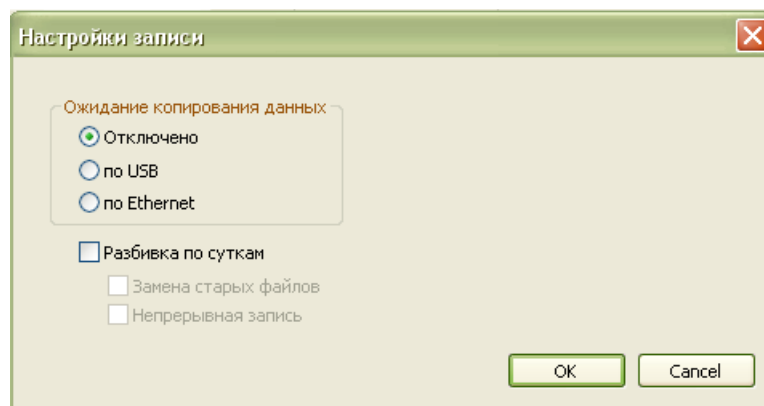 Настройки записи
Ожидание копирования данных
Отключено
по USB
по Ethernet
Разбивка по суткам
Замена старых файлов
Непрерывная запись
OK Cancel